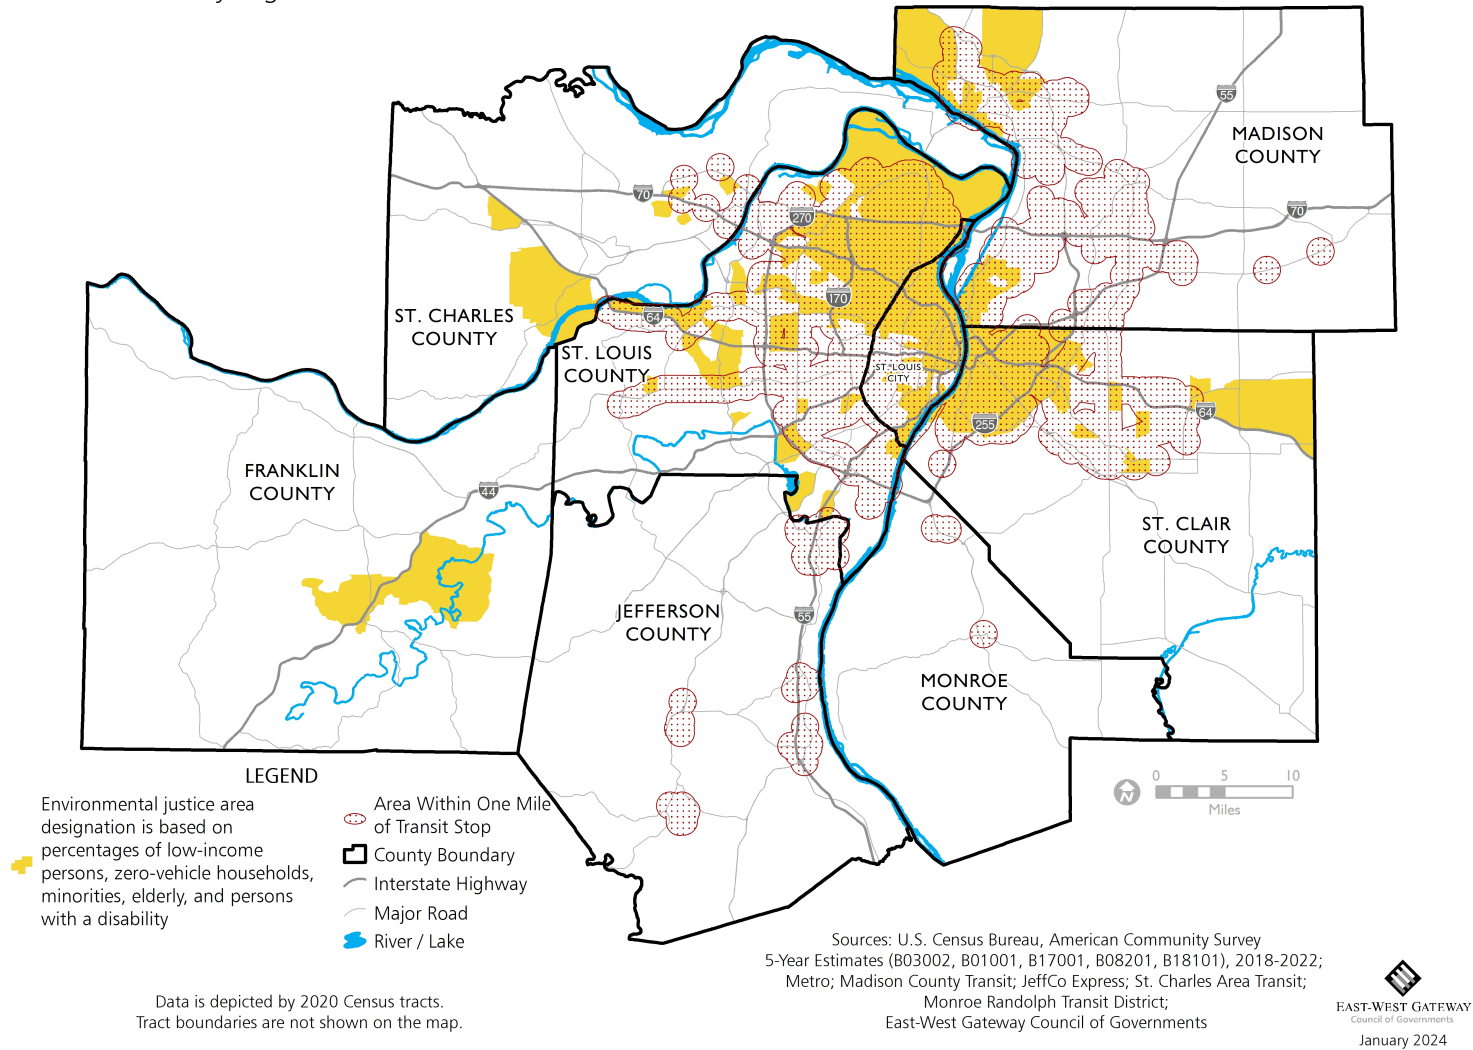 MADISON
COUNTY
55
70
70
270
170
64
ST. CHARLES
COUNTY
ST. LOUIS
COUNTY
ST. LOUIS
CITY
255
64
FRANKLIN
COUNTY
44
ST. CLAIR
COUNTY
JEFFERSON
COUNTY
55
MONROE
COUNTY
LEGEND
Environmental justice area
designation is based on
percentages of low-income
persons, zero-vehicle households,
minorities, elderly, and persons
with a disability
Area Within One Mile
of Transit Stop
County Boundary
Interstate Highway
Major Road
River / Lake
N
0 5 10
Miles
Data is depicted by 2020 Census tracts.
Tract boundaries are not shown on the map.
Sources: U.S. Census Bureau, American Community Survey
5-Year Estimates (B03002, B01001, B17001, B08201, B18101), 2018-2022;
Metro; Madison County Transit; JeffCo Express; St. Charles Area Transit;
Monroe Randolph Transit District;
East-West Gateway Council of Governments
EAST-WEST GATEWAY
Council of Governments
January 2024